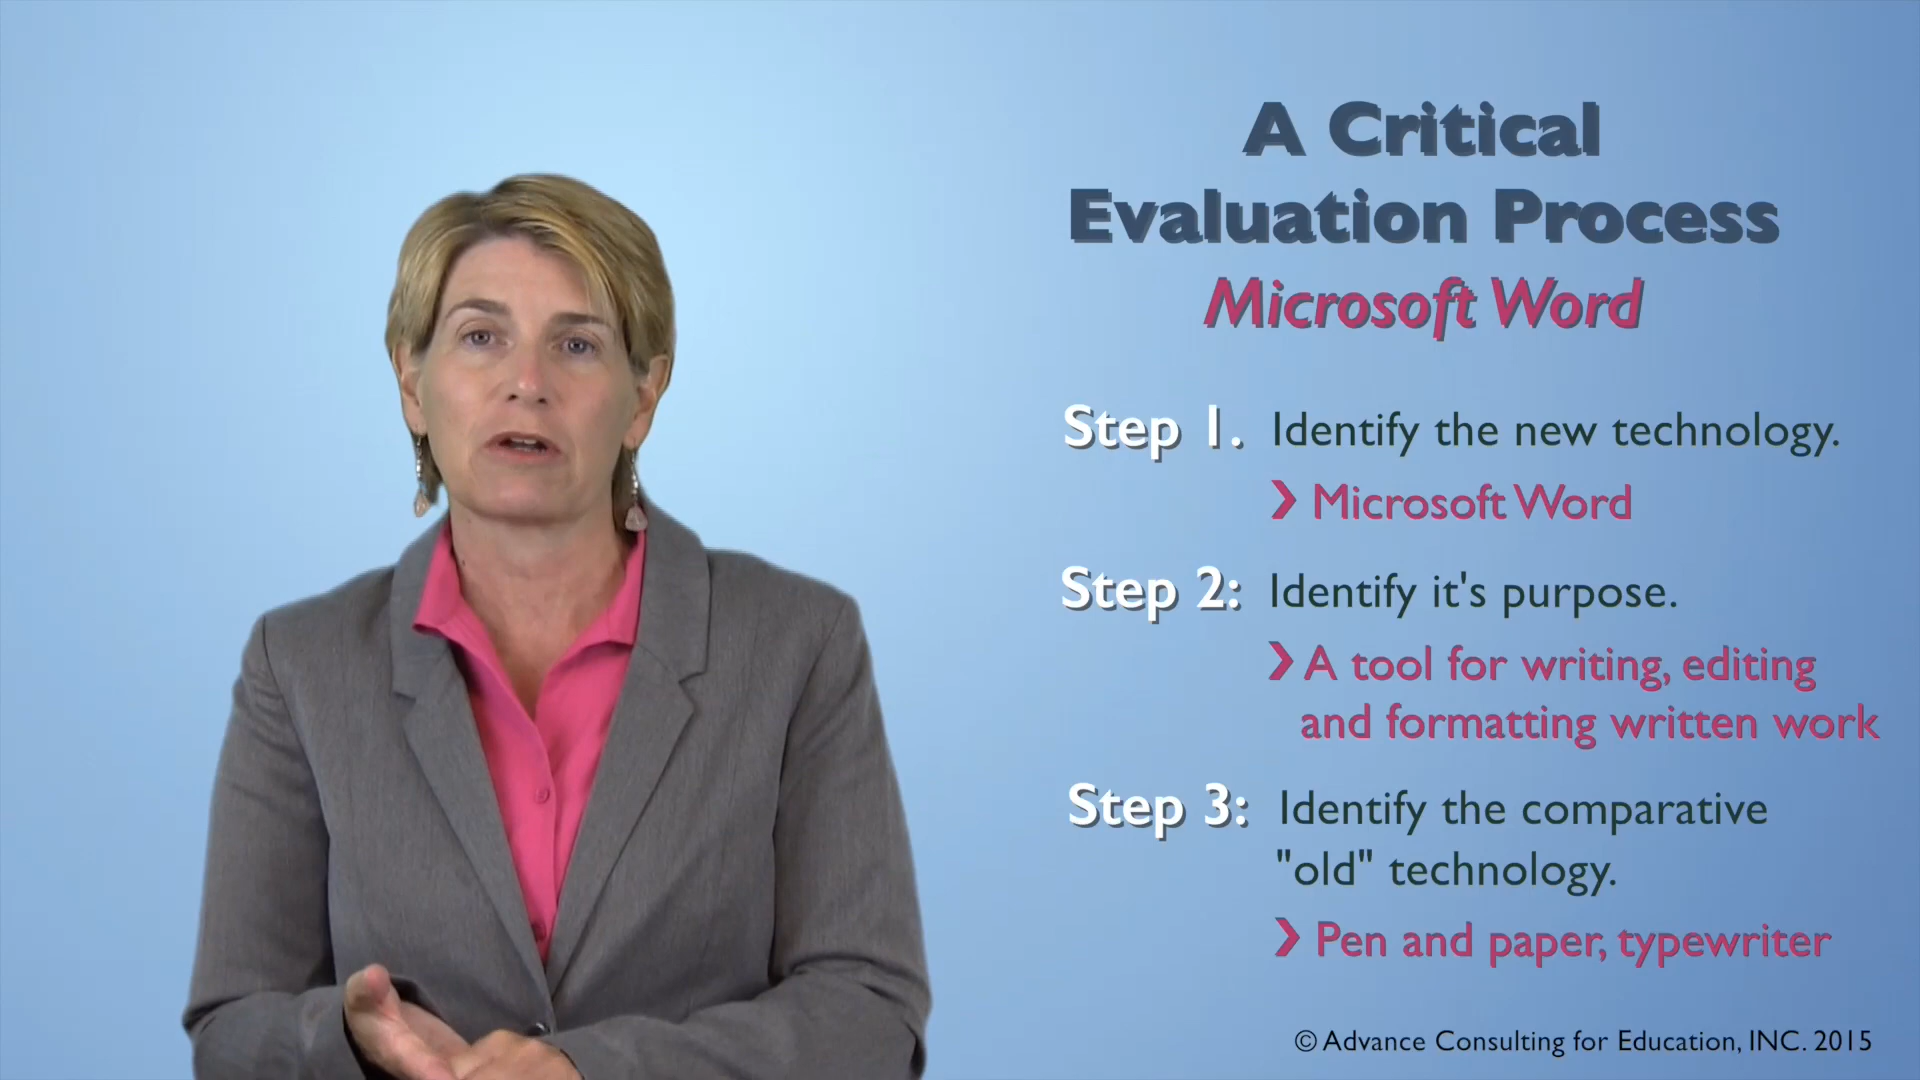 A Critical
Evaluation Process
Microsoft Word
Step 1. Identify the new technology.
❯ Microsoft Word
Step 2: Identify it's purpose.
❯ A tool for writing, editing
and formatting written work
Step 3: Identify the comparative
"old" technology.
❯ Pen and paper, typewriter
© Advance Consulting for Education, INC. 2015